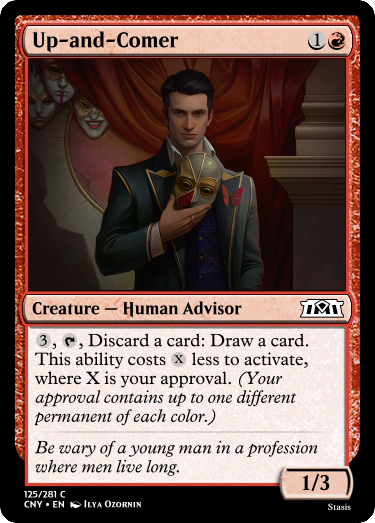 Up-and-Comer 1
Creature — Human Advisor
3, , Discard a card: Draw a card.
This ability costs X less to activate,
where X is your approval. (Your
approval contains up to one different
permanent of each color.)
Be wary of a young man in a profession
where men live long.
1/3
125/281 C
CNY • EN Ilya Ozornin
Stasis